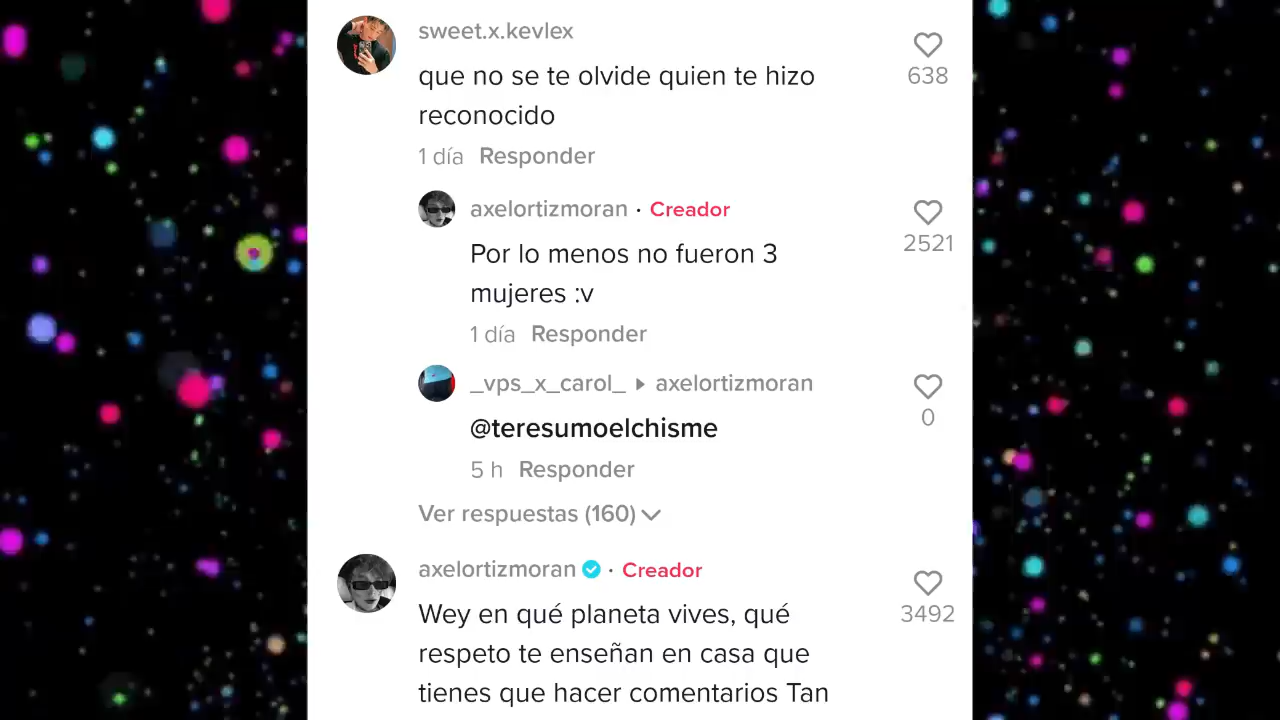 sweet.x.kevlex
que no se te olvide quien te hizo
reconocido
638
1 día Responder
axelortizmoran · Creador
Por lo menos no fueron 3
mujeres :v
2521
1 día Responder
_vps_x_carol_ ▸ axelortizmoran
@teresumoelchisme
0
5 h Responder
Ver respuestas (160)
axelortizmoran · Creador
Wey en qué planeta vives, qué
respeto te enseñan en casa que
tienes que hacer comentarios Tan
3492